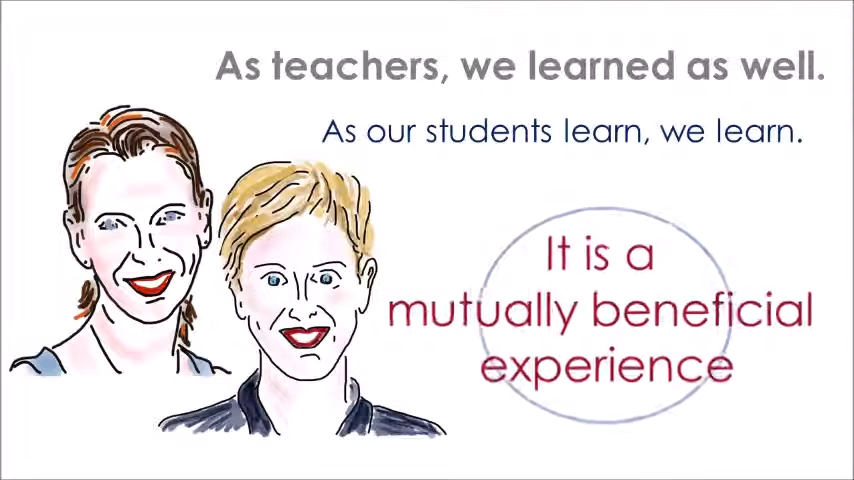 As teachers, we learned as well.
As our students learn, we learn.
It is a
mutually beneficial
experience